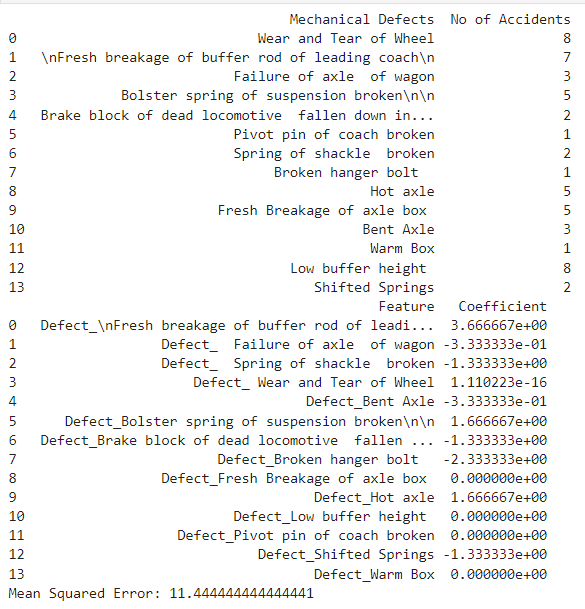 Mechanical Defects  No of Accidents
0 Wear and Tear of Wheel 8
1 \nFresh breakage of buffer rod of leading coach\n 7
2 Failure of axle  of wagon 3
3 Bolster spring of suspension broken\n\n 5
4 Brake block of dead locomotive  fallen down in... 2
5 Pivot pin of coach broken 1
6 Spring of shackle  broken 2
7 Broken hanger bolt 1
8 Hot axle 5
9 Fresh Breakage of axle box 5
10 Bent Axle 3
11 Warm Box 1
12 Low buffer height 8
13 Shifted Springs 2
Feature   Coefficient
0 Defect_\nFresh breakage of buffer rod of leadi... 3.666667e+00
1 Defect_  Failure of axle  of wagon -3.333333e-01
2 Defect_  Spring of shackle  broken -1.333333e+00
3 Defect_ Wear and Tear of Wheel 1.110223e-16
4 Defect_Bent Axle -3.333333e-01
5 Defect_Bolster spring of suspension broken\n\n 1.666667e+00
6 Defect_Brake block of dead locomotive  fallen ... -1.333333e+00
7 Defect_Broken hanger bolt -2.333333e+00
8 Defect_Fresh Breakage of axle box 0.000000e+00
9 Defect_Hot axle 1.666667e+00
10 Defect_Low buffer height 0.000000e+00
11 Defect_Pivot pin of coach broken 0.000000e+00
12 Defect_Shifted Springs -1.333333e+00
13 Defect_Warm Box 0.000000e+00
Mean Squared Error: 11.444444444444441